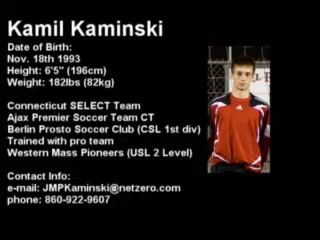 Kamil Kaminski
Date of Birth:
Nov. 18th 1993
Height: 6'5" (196cm)
Weight: 182lbs (82kg)
Connecticut SELECT Team
Ajax Premier Soccer Team CT
Berlin Prosto Soccer Club (CSL 1st div)
Trained with pro team
Western Mass Pioneers (USL 2 Level)
Contact Info:
e-mail: JMPKaminski@netzero.com
phone: 860-922-9607